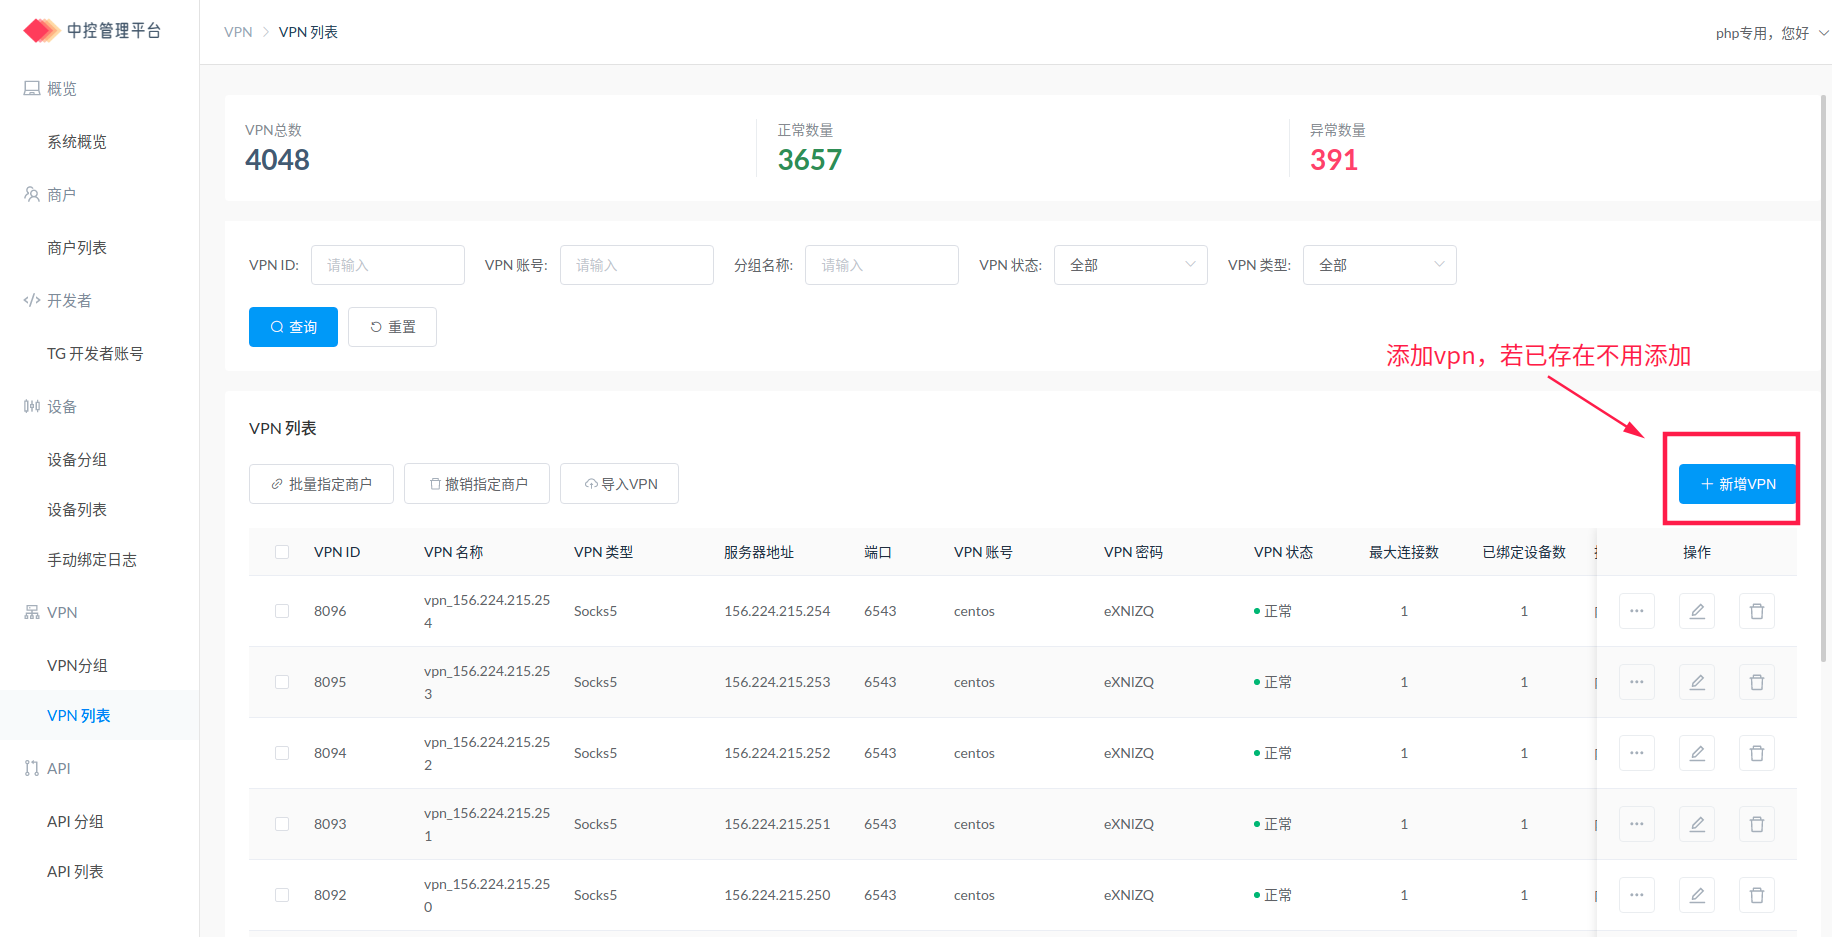 中控管理平台
概览
系统概览
商户
商户列表
开发者
TG 开发者账号
设备
设备分组
设备列表
手动绑定日志
VPN
VPN分组
VPN 列表
API
API 分组
API 列表
VPN > VPN 列表
php专用，您好
VPN总数
4048
正常数量
3657
异常数量
391
VPN ID: 请输入 VPN 账号: 请输入 分组名称: 请输入 VPN 状态: 全部 VPN 类型: 全部
查询 重置
添加vpn，若已存在不用添加
VPN 列表
批量指定商户 撤销指定商户 导入VPN
新增VPN
VPN ID VPN 名称 VPN 类型 服务器地址 端口 VPN 账号 VPN 密码 VPN 状态 最大连接数 已绑定设备数 操作
8096 vpn_156.224.215.25 Socks5 156.224.215.254 6543 centos eXNIZQ 正常 1 1
4
8095 vpn_156.224.215.25 Socks5 156.224.215.253 6543 centos eXNIZQ 正常 1 1
3
8094 vpn_156.224.215.25 Socks5 156.224.215.252 6543 centos eXNIZQ 正常 1 1
2
8093 vpn_156.224.215.25 Socks5 156.224.215.251 6543 centos eXNIZQ 正常 1 1
1
8092 vpn_156.224.215.25 Socks5 156.224.215.250 6543 centos eXNIZQ 正常 1 1
0